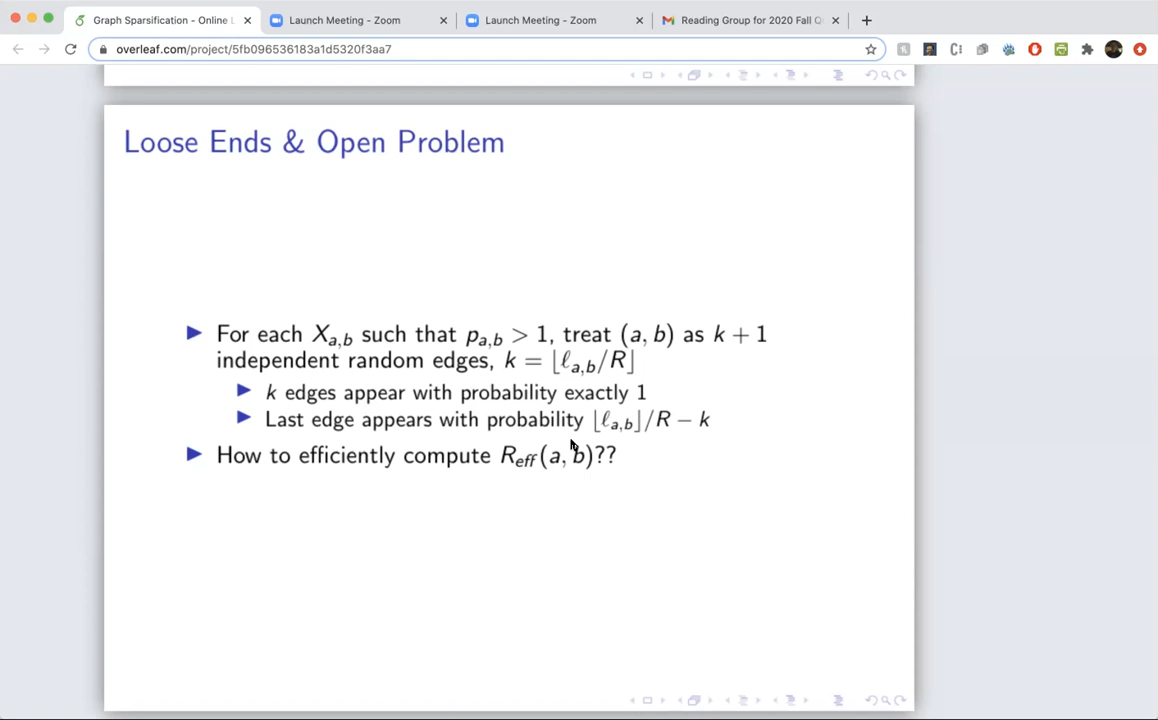 Graph Sparsification - Online L
Launch Meeting - Zoom
Launch Meeting - Zoom
Reading Group for 2020 Fall Q
overleaf.com/project/5fb096536183a1d5320f3aa7
Loose Ends & Open Problem
For each X_{a,b} such that p_{a,b} > 1, treat (a, b) as k + 1
independent random edges, k = ⌊ℓ_{a,b}/R⌋
k edges appear with probability exactly 1
Last edge appears with probability ⌊ℓ_{a,b}⌋/R − k
How to efficiently compute R_{eff}(a, b)??